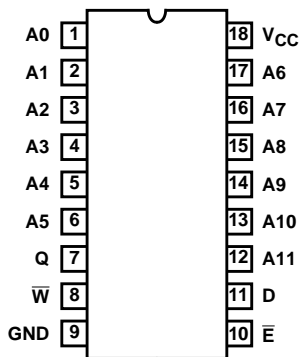 A0 1 18 VCC
A1 2 17 A6
A2 3 16 A7
A3 4 15 A8
A4 5 14 A9
A5 6 13 A10
Q 7 12 A11
W̅ 8 11 D
GND 9 10 E̅